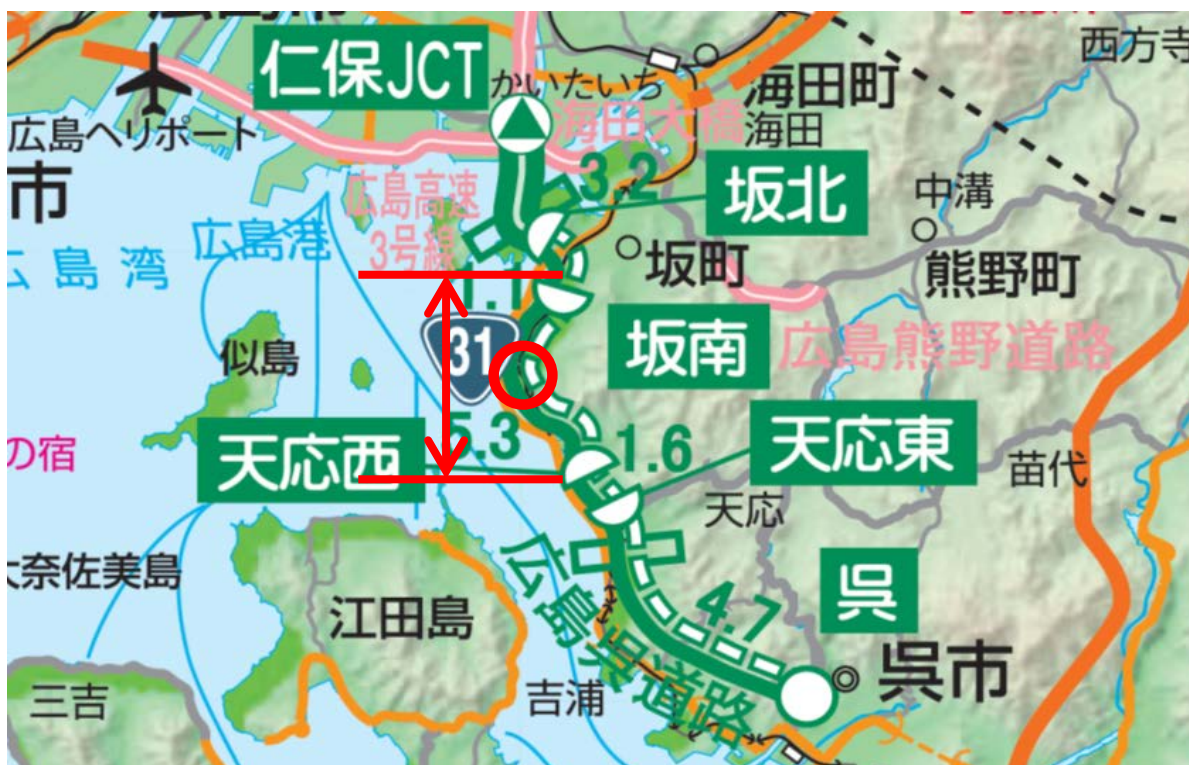 西方寺
仁保JCT
かいたいち
海田町
海田大橋
海田
広島ヘリポート
市
3.2
坂北
中溝
広島高速
3号線
広島港
島湾
坂町
熊野町
1.1
31
坂南
広島熊野道路
似島
の宿
天応西
5.3
1.6
天応東
苗代
天応
奈佐美島
江田島
広島呉道路
呉
4.7
呉市
三吉
吉浦